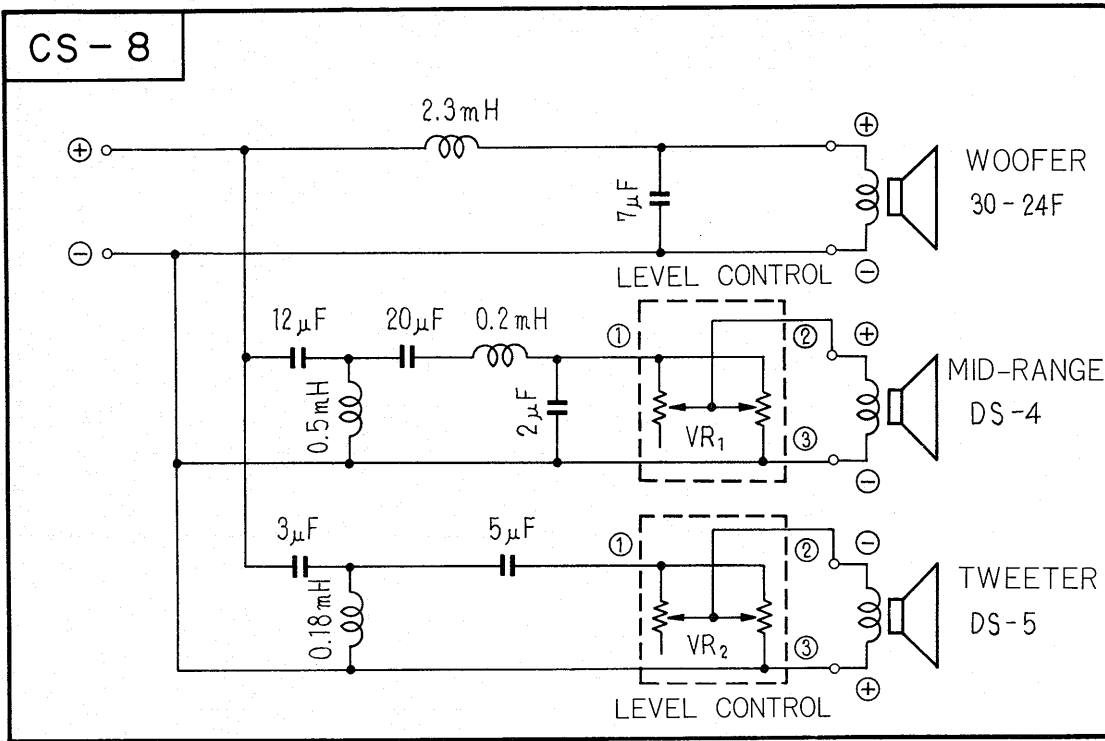 CS-8
2.3mH
⊕
⊕
WOOFER
30-24F
7μF
⊖
⊖
LEVEL CONTROL
12μF
20μF
0.2mH
①
②
⊕
MID-RANGE
DS-4
0.5mH
2μF
VR₁
③
⊖
3μF
5μF
①
②
⊖
TWEETER
DS-5
0.18mH
VR₂
③
⊕
LEVEL CONTROL